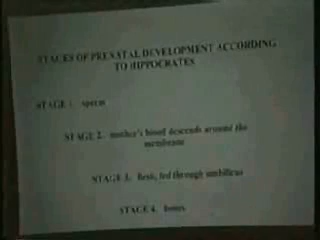 STAGES OF PRENATAL DEVELOPMENT ACCORDING
TO HIPPOCRATES
STAGE 1. sperm
STAGE 2. mother's blood descends around the
membrane
STAGE 3. flesh, fed through umbilicus
STAGE 4. bones